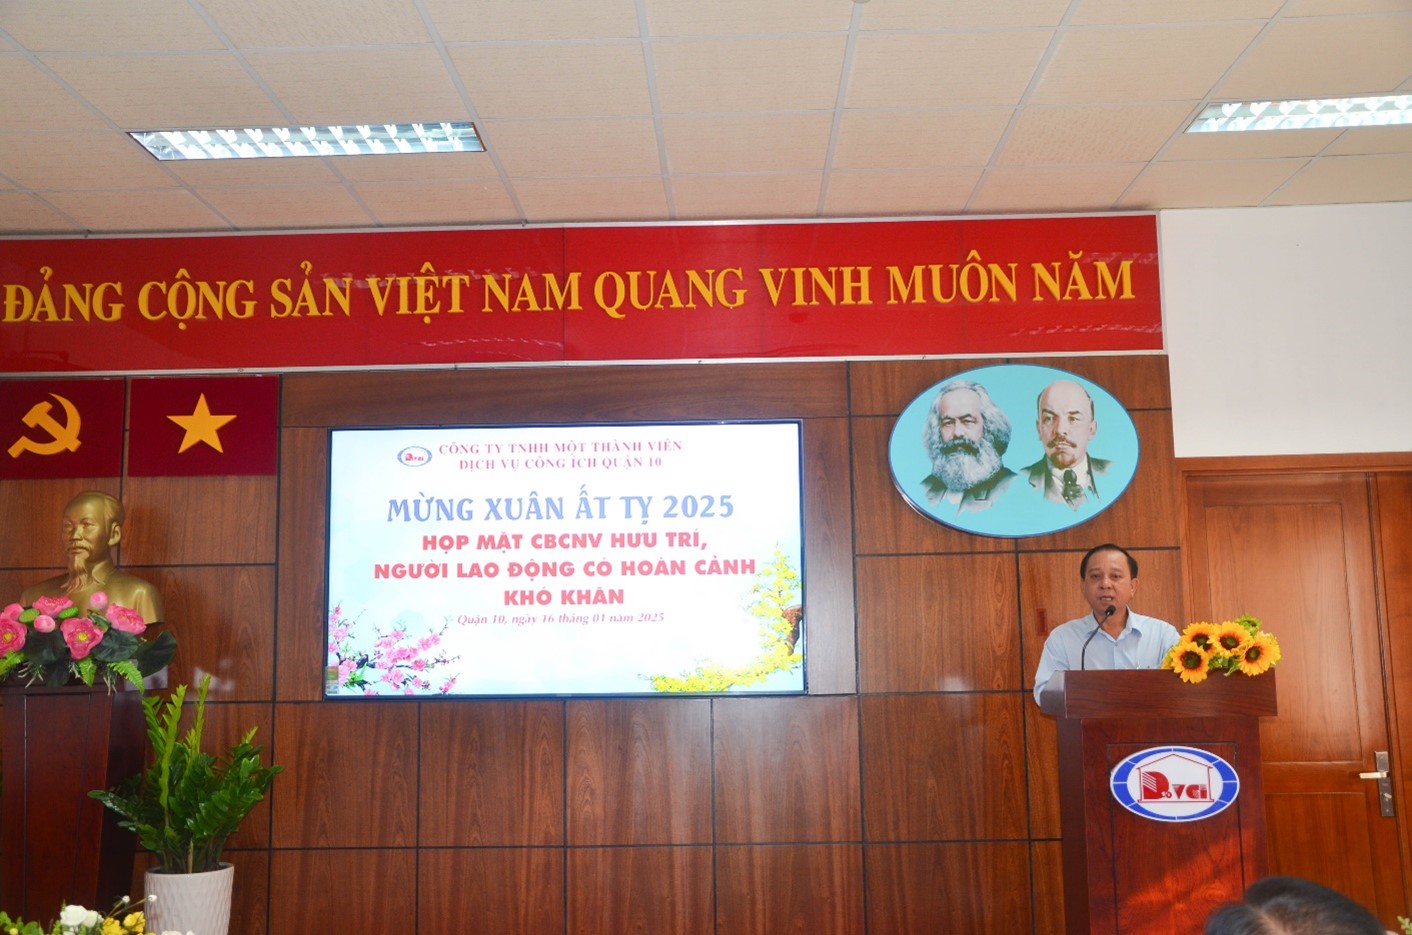 ĐẢNG CỘNG SẢN VIỆT NAM QUANG VINH MUÔN NĂM
CÔNG TY TNHH MỘT THÀNH VIÊN
DỊCH VỤ CÔNG ÍCH QUẬN 10
MỪNG XUÂN ẤT TỴ 2025
HỌP MẶT CBCNV HƯU TRÍ,
NGƯỜI LAO ĐỘNG CÓ HOÀN CẢNH
KHÓ KHĂN
Quận 10, ngày 16 tháng 01 năm 2025